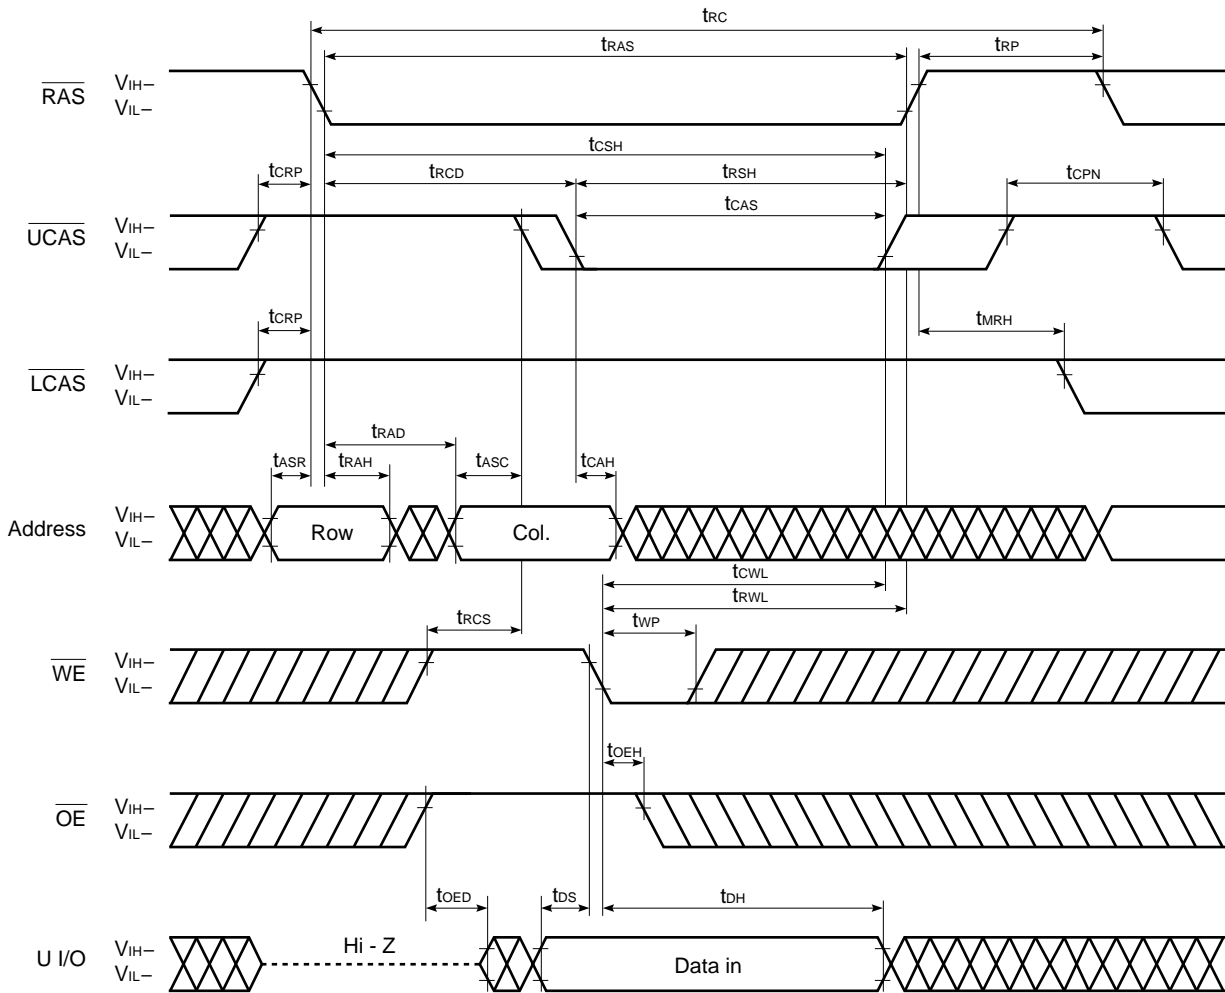 tRC
tRAS tRP
RAS VIH–
VIL–
tCSH
tCRP tRCD tRSH tCPN
tCAS
UCAS VIH–
VIL–
tCRP tMRH
LCAS VIH–
VIL–
tRAD
tASR tRAH tASC tCAH
Address VIH– Row Col.
VIL–
tCWL
tRWL
tRCS tWP
WE VIH–
VIL–
tOEH
OE VIH–
VIL–
tOED tDS tDH
U I/O VIH– Hi - Z Data in
VIL–